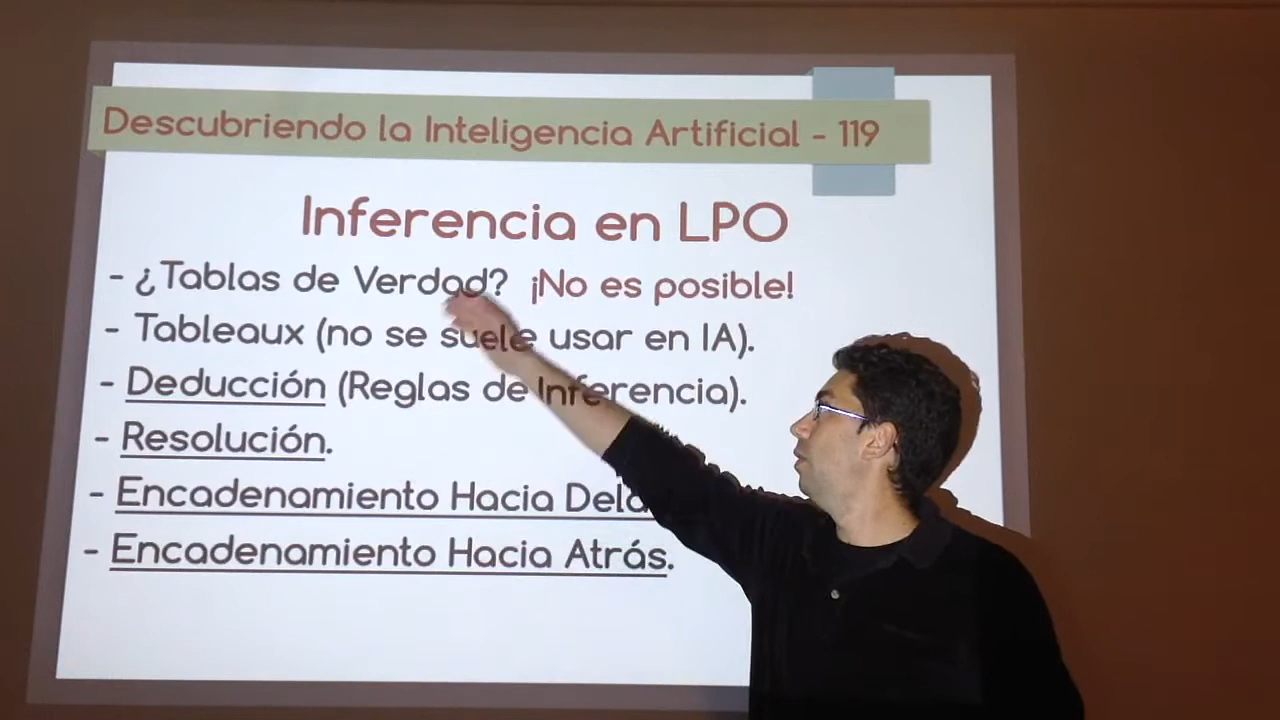 Descubriendo la Inteligencia Artificial - 119
Inferencia en LPO
- ¿Tablas de Verdad? ¡No es posible!
- Tableaux (no se suele usar en IA).
- Deducción (Reglas de Inferencia).
- Resolución.
- Encadenamiento Hacia
- Encadenamiento Hacia Atrás.